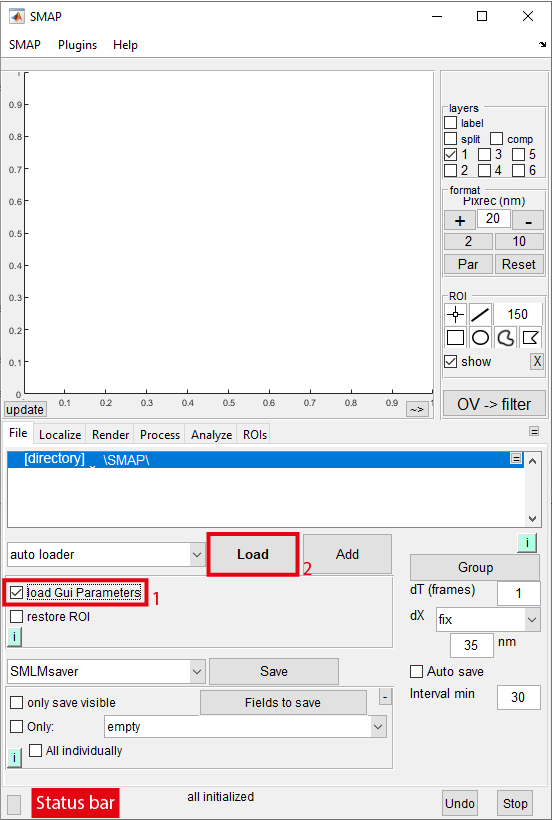 SMAP
SMAP Plugins Help
layers
label
split comp
1 3 5
2 4 6
format
Pixrec (nm)
+ 20 -
2 10
Par Reset
ROI
150
show X
OV -> filter
1
0.9
0.8
0.7
0.6
0.5
0.4
0.3
0.2
0.1
0
0.1 0.2 0.3 0.4 0.5 0.6 0.7 0.8 0.9 1
update ~>
File Localize Render Process Analyze ROIs =
[directory] \SMAP\ =
i
auto loader Load Add
2
load Gui Parameters 1
restore ROI
i
Group
dT (frames) 1
dX fix
35 nm
Auto save
Interval min 30
SMLMsaver Save
only save visible Fields to save -
Only: empty
i All individually
Status bar all initialized Undo Stop